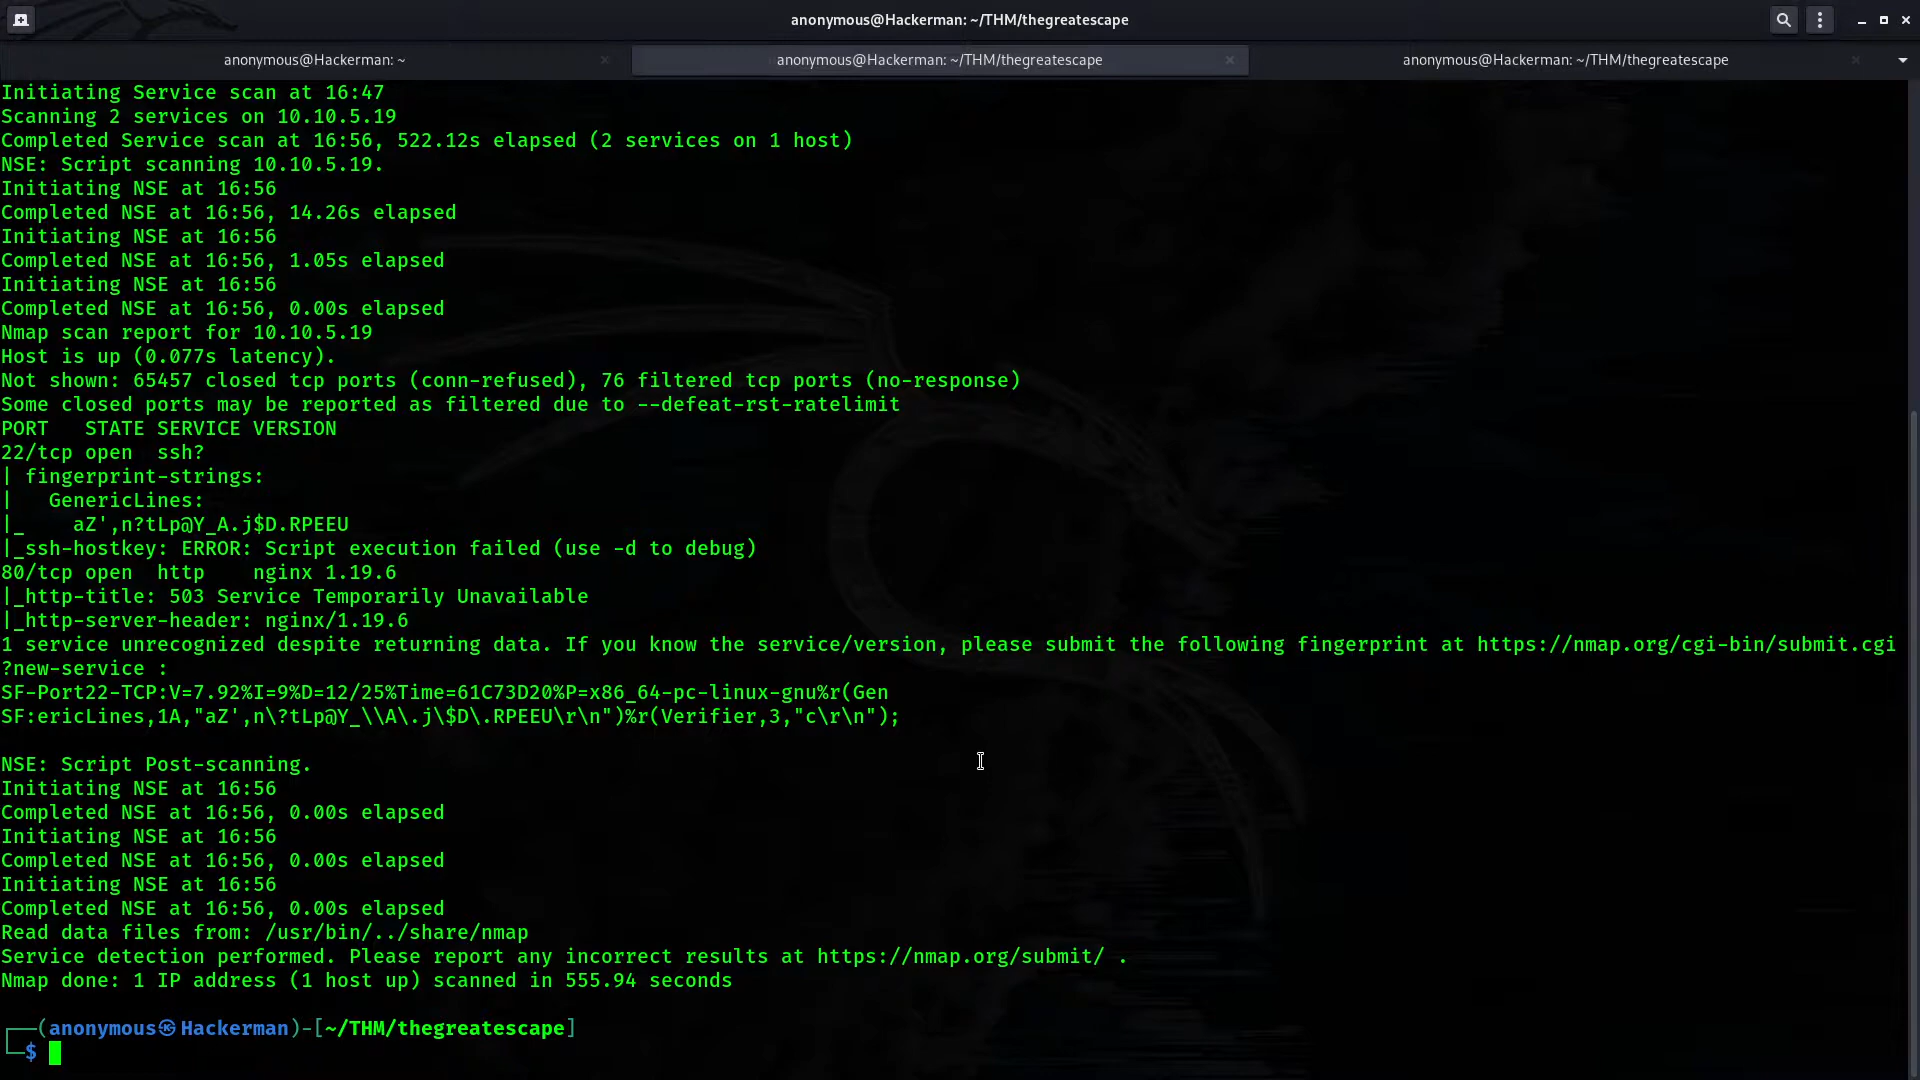 anonymous@Hackerman: ~/THM/thegreatescape
anonymous@Hackerman: ~
anonymous@Hackerman: ~/THM/thegreatescape
anonymous@Hackerman: ~/THM/thegreatescape
Initiating Service scan at 16:47
Scanning 2 services on 10.10.5.19
Completed Service scan at 16:56, 522.12s elapsed (2 services on 1 host)
NSE: Script scanning 10.10.5.19.
Initiating NSE at 16:56
Completed NSE at 16:56, 14.26s elapsed
Initiating NSE at 16:56
Completed NSE at 16:56, 1.05s elapsed
Initiating NSE at 16:56
Completed NSE at 16:56, 0.00s elapsed
Nmap scan report for 10.10.5.19
Host is up (0.077s latency).
Not shown: 65457 closed tcp ports (conn-refused), 76 filtered tcp ports (no-response)
Some closed ports may be reported as filtered due to --defeat-rst-ratelimit
PORT   STATE SERVICE VERSION
22/tcp open  ssh?
| fingerprint-strings:
|   GenericLines:
|_    aZ',n?tLp@Y_A.j$D.RPEEU
|_ssh-hostkey: ERROR: Script execution failed (use -d to debug)
80/tcp open  http    nginx 1.19.6
|_http-title: 503 Service Temporarily Unavailable
|_http-server-header: nginx/1.19.6
1 service unrecognized despite returning data. If you know the service/version, please submit the following fingerprint at https://nmap.org/cgi-bin/submit.cgi
?new-service :
SF-Port22-TCP:V=7.92%I=9%D=12/25%Time=61C73D20%P=x86_64-pc-linux-gnu%r(Gen
SF:ericLines,1A,"aZ',n\?tLp@Y_\\A\.j\$D\.RPEEU\r\n")%r(Verifier,3,"c\r\n");
NSE: Script Post-scanning.
Initiating NSE at 16:56
Completed NSE at 16:56, 0.00s elapsed
Initiating NSE at 16:56
Completed NSE at 16:56, 0.00s elapsed
Initiating NSE at 16:56
Completed NSE at 16:56, 0.00s elapsed
Read data files from: /usr/bin/../share/nmap
Service detection performed. Please report any incorrect results at https://nmap.org/submit/ .
Nmap done: 1 IP address (1 host up) scanned in 555.94 seconds
┌──(anonymous㉿Hackerman)-[~/THM/thegreatescape]
└─$